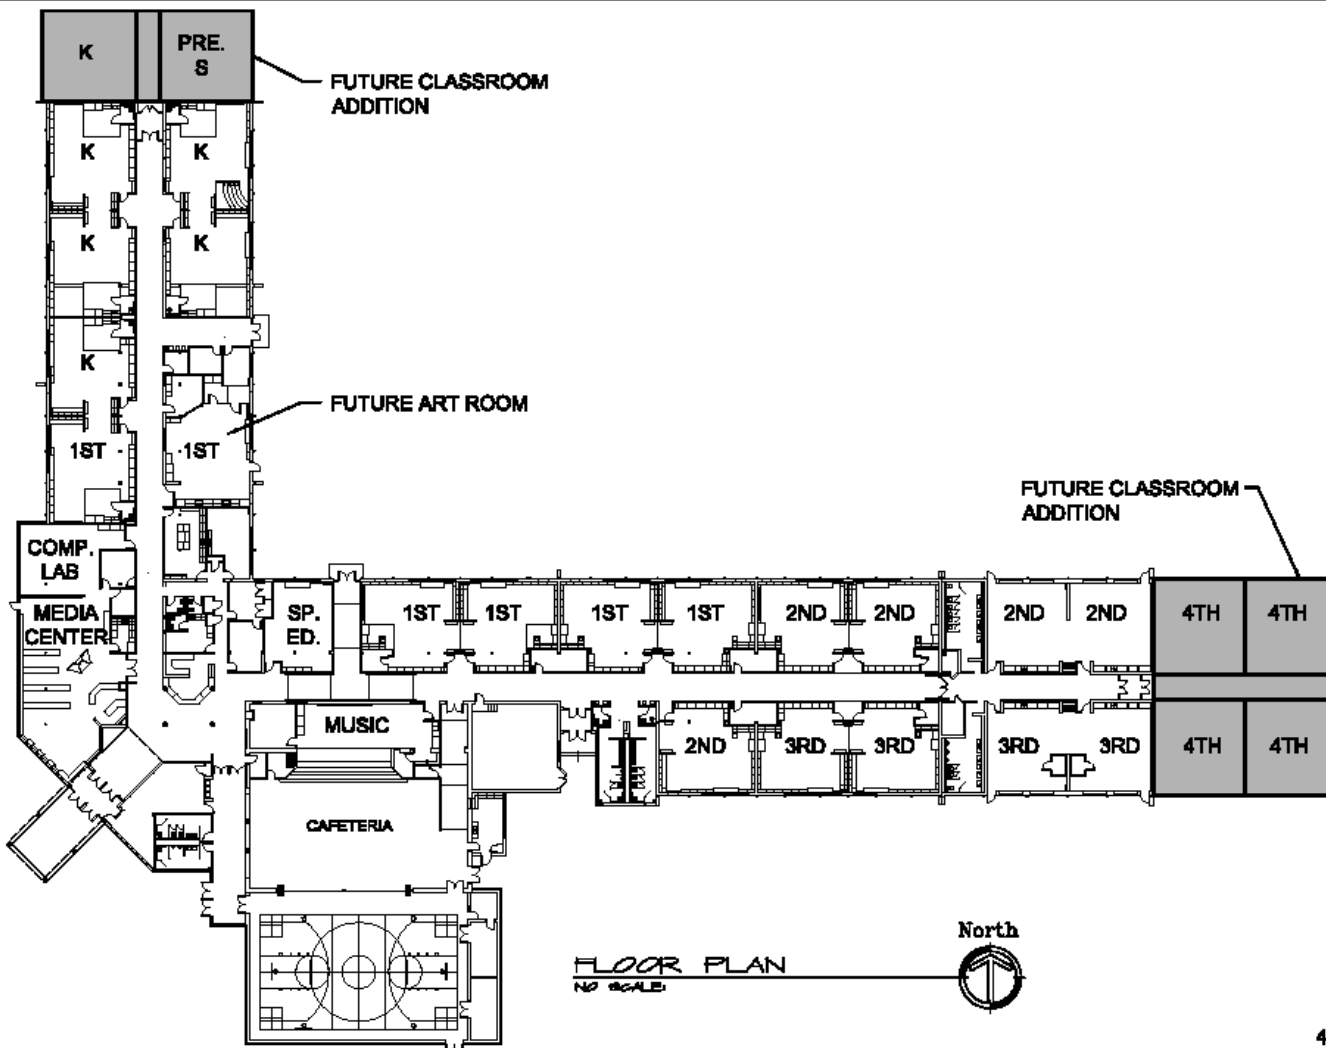 K
PRE.
S
FUTURE CLASSROOM
ADDITION
K
K
K
K
K
FUTURE ART ROOM
1ST
1ST
FUTURE CLASSROOM
ADDITION
COMP.
LAB
MEDIA
CENTER
SP.
ED.
1ST
1ST
1ST
1ST
2ND
2ND
2ND
2ND
4TH
4TH
MUSIC
2ND
3RD
3RD
3RD
3RD
4TH
4TH
CAFETERIA
North
FLOOR PLAN
NO SCALE:
4